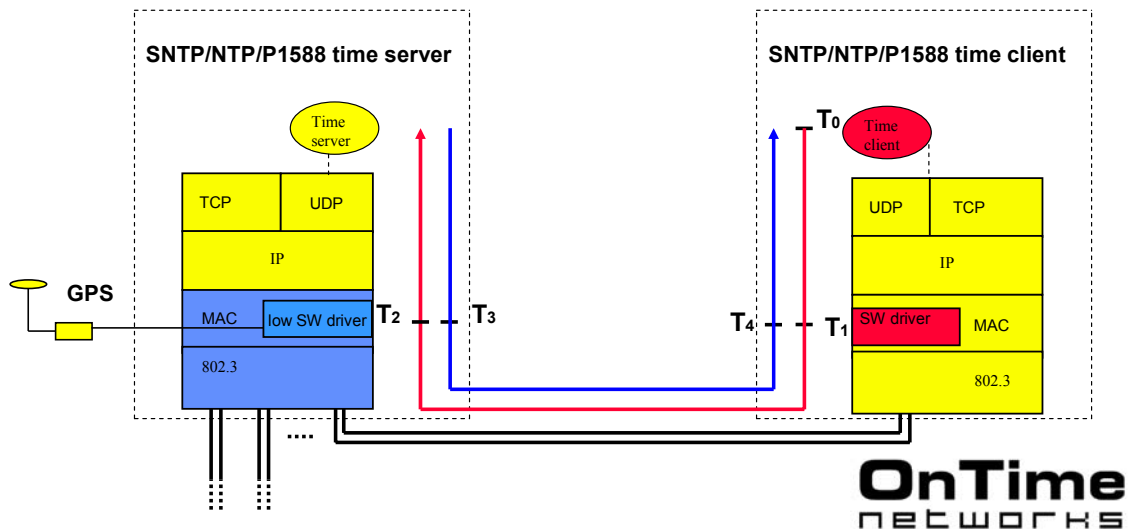 SNTP/NTP/P1588 time server
SNTP/NTP/P1588 time client
Time
server
T0
Time
client
TCP
UDP
UDP
TCP
IP
IP
GPS
MAC
low SW driver
T2
T3
T4
T1
SW driver
MAC
802.3
802.3
....
OnTime
networks